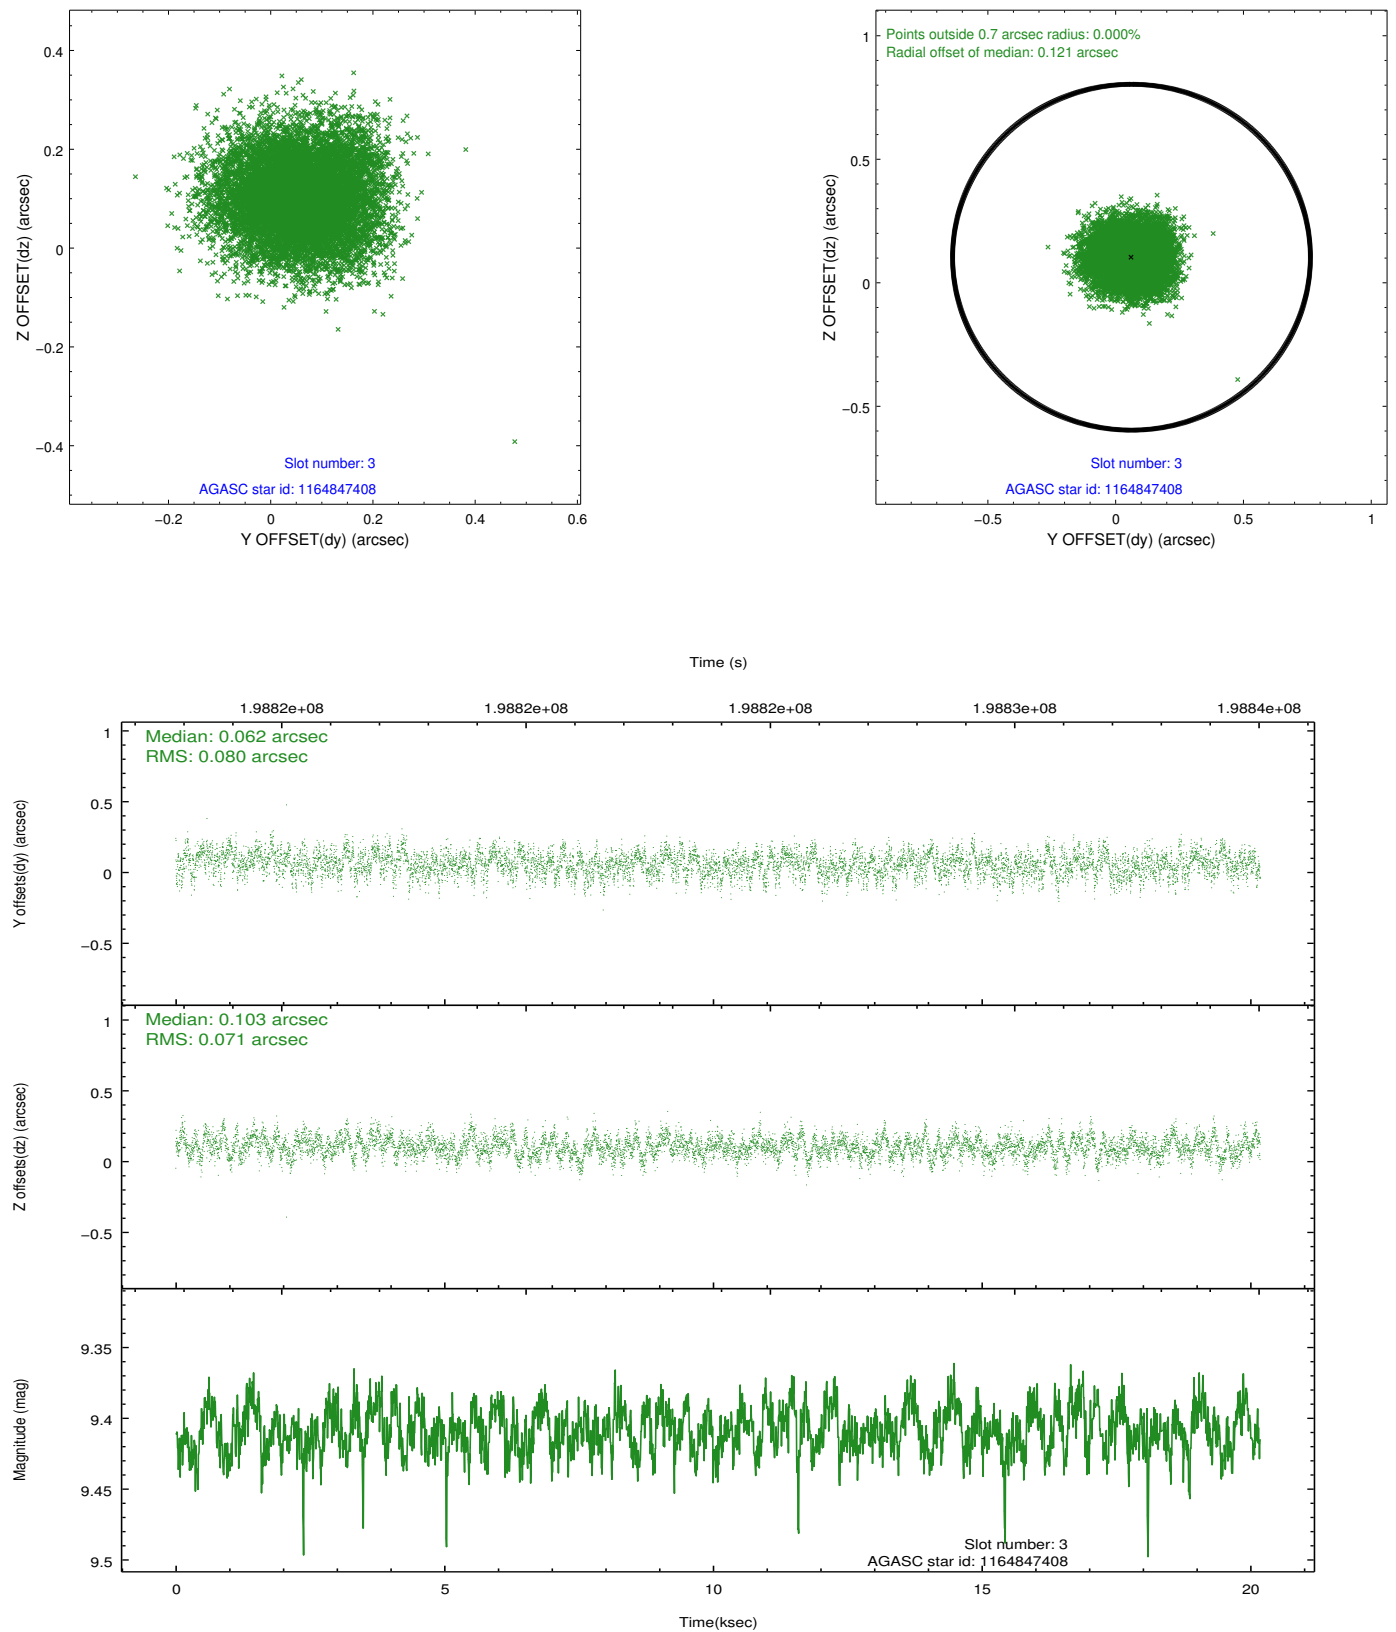 0.4
0.2
0
−0.2
−0.4
Z OFFSET(dz) (arcsec)
Slot number: 3
AGASC star id: 1164847408
−0.2 0 0.2 0.4 0.6
Y OFFSET(dy) (arcsec)
Points outside 0.7 arcsec radius: 0.000%
Radial offset of median: 0.121 arcsec
1
0.5
0
−0.5
Z OFFSET(dz) (arcsec)
Slot number: 3
AGASC star id: 1164847408
−0.5 0 0.5 1
Y OFFSET(dy) (arcsec)
Time (s)
1.9882e+08 1.9882e+08 1.9882e+08 1.9883e+08 1.9884e+08
Median: 0.062 arcsec
RMS: 0.080 arcsec
1
0.5
0
−0.5
Y offsets(dy) (arcsec)
Median: 0.103 arcsec
RMS: 0.071 arcsec
1
0.5
0
−0.5
Z offsets(dz) (arcsec)
9.35
9.4
9.45
9.5
Magnitude (mag)
Slot number: 3
AGASC star id: 1164847408
0 5 10 15 20
Time(ksec)